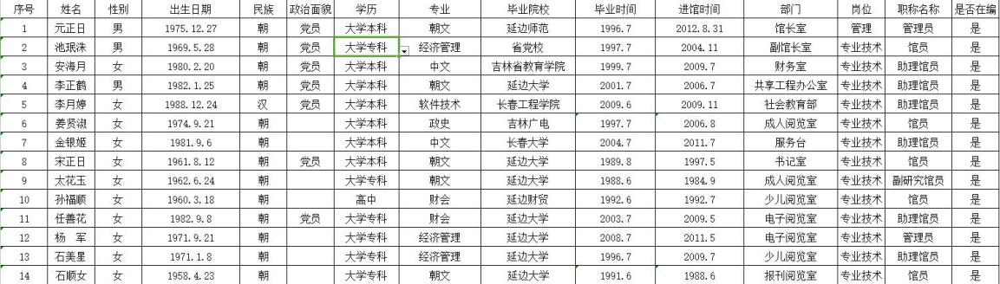 序号 姓名 性别 出生日期 民族 政治面貌 学历 专业 毕业院校 毕业时间 进馆时间 部门 岗位 职称名称 是否在编
1 元正日 男 1975.12.27 朝 党员 大学本科 朝文 延边师范 1996.7 2012.8.31 馆长室 管理 管理员 是
2 池珉洙 男 1969.5.28 朝 党员 大学专科 经济管理 省党校 1997.7 2004.11 副馆长室 专业技术 馆员 是
3 安海月 女 1980.2.20 朝 党员 大学本科 中文 吉林省教育学院 1999.7 2009.7 财务室 专业技术 助理馆员 是
4 李正鹤 男 1982.1.25 朝 党员 大学本科 朝文 延边大学 2001.7 2006.7 共享工程办公室 专业技术 助理馆员 是
5 李月婷 女 1988.12.24 汉 党员 大学本科 软件技术 长春工程学院 2009.6 2009.11 社会教育部 专业技术 助理馆员 是
6 姜贤淑 女 1974.9.21 朝 大学本科 政史 吉林广电 1997.7 2006.8 成人阅览室 专业技术 馆员 是
7 金银姬 女 1981.9.6 朝 大学本科 中文 长春大学 2004.7 2011.7 服务台 专业技术 助理馆员 是
8 宋正日 女 1961.8.12 朝 党员 大学本科 朝文 延边大学 1989.8 1997.5 书记室 专业技术 馆员 是
9 太花玉 女 1962.6.24 朝 大学专科 朝文 延边大学 1988.6 1984.9 成人阅览室 专业技术 副研究馆员 是
10 孙福顺 女 1960.3.18 朝 高中 财会 延边财贸 1992.6 1992.7 少儿阅览室 专业技术 馆员 是
11 任善花 女 1982.9.8 朝 党员 大学专科 财会 延边大学 2003.7 2009.5 电子阅览室 专业技术 助理馆员 是
12 杨 军 女 1971.9.21 朝 大学专科 经济管理 延边大学 2008.7 2011.5 电子阅览室 专业技术 管理员 是
13 石美星 女 1971.1.8 朝 大学专科 经济管理 延边大学 1996.7 2009.7 少儿阅览室 专业技术 助理馆员 是
14 石顺女 女 1958.4.23 朝 大学专科 朝文 延边大学 1991.6 1988.6 报刊阅览室 专业技术 馆员 是